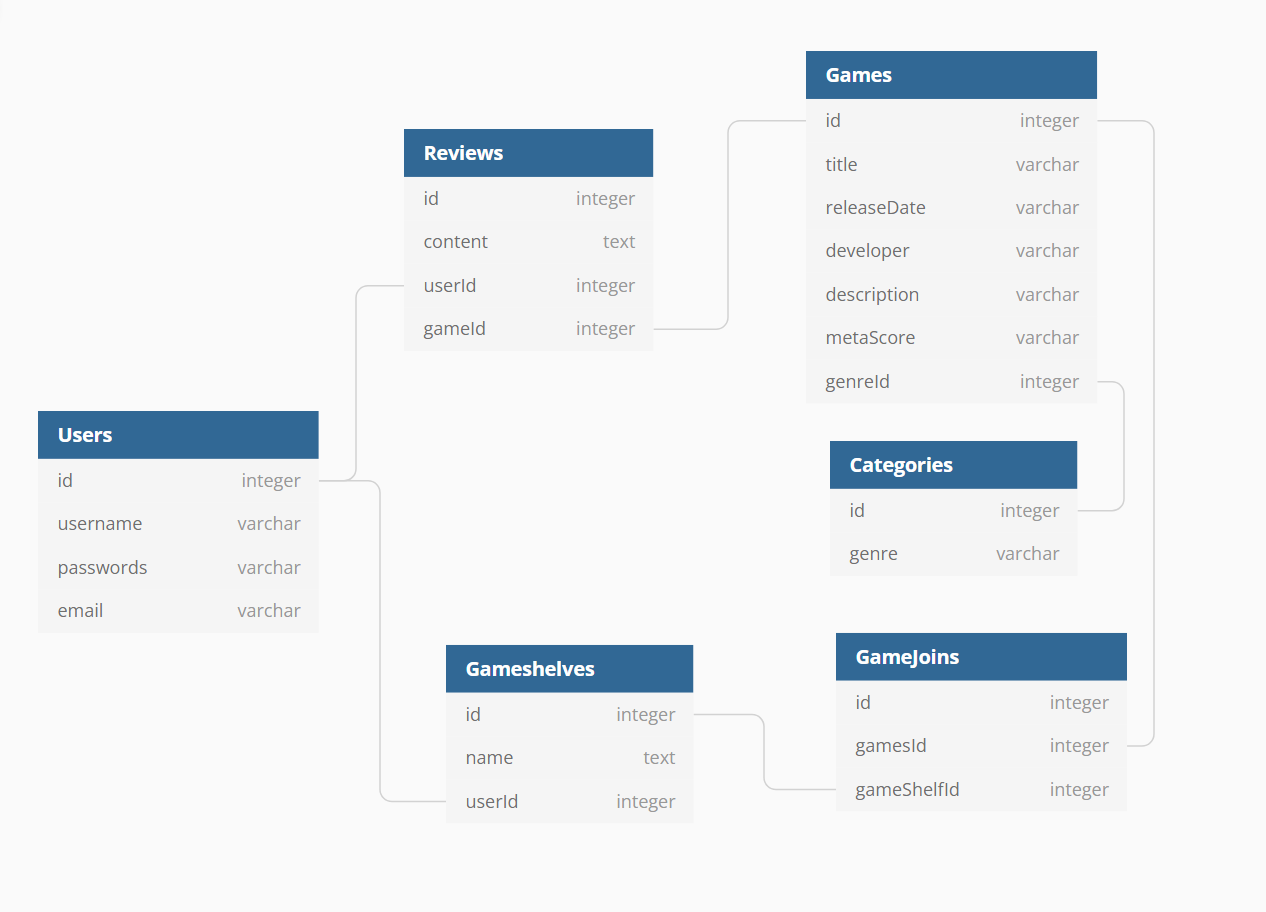 Games
id integer
title varchar
releaseDate varchar
developer varchar
description varchar
metaScore varchar
genreId integer
Reviews
id integer
content text
userId integer
gameId integer
Users
id integer
username varchar
passwords varchar
email varchar
Categories
id integer
genre varchar
Gameshelves
id integer
name text
userId integer
GameJoins
id integer
gamesId integer
gameShelfId integer